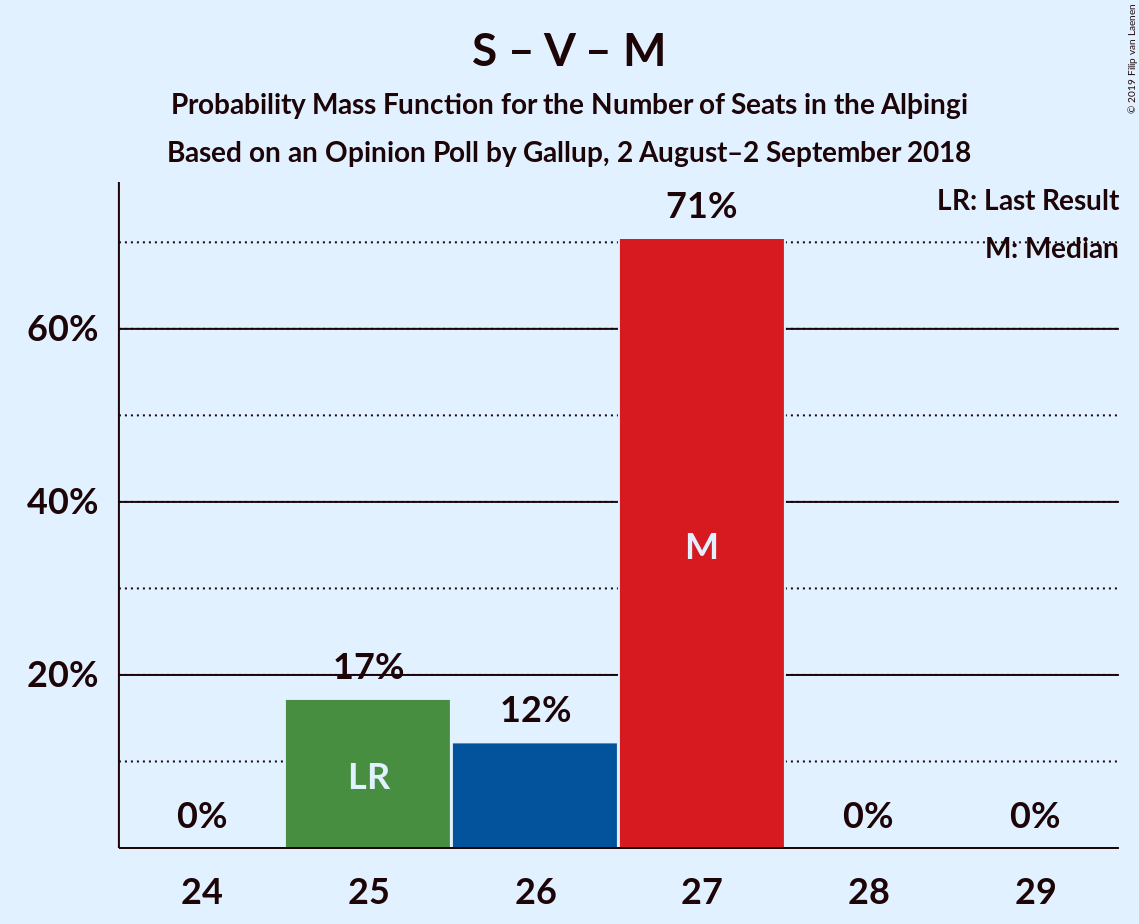 S – V – M
Probability Mass Function for the Number of Seats in the Alþingi
Based on an Opinion Poll by Gallup, 2 August–2 September 2018
© 2019 Filip van Laenen
LR: Last Result
M: Median
71%
60%
40%
M
20%
17%
12%
LR
0%
0%
0%
24
25
26
27
28
29